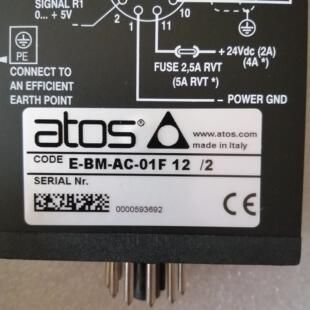 SIGNAL R1
0... + 5V
2
1
11
10
+ 24Vdc (2A)
(4A *)
FUSE 2,5A RVT
(5A RVT *)
PE
CONNECT TO
AN EFFICIENT
EARTH POINT
- POWER GND
atos®
www.atos.com
made in Italy
CODE E-BM-AC-01F 12 /2
SERIAL Nr.
0000593692
CE